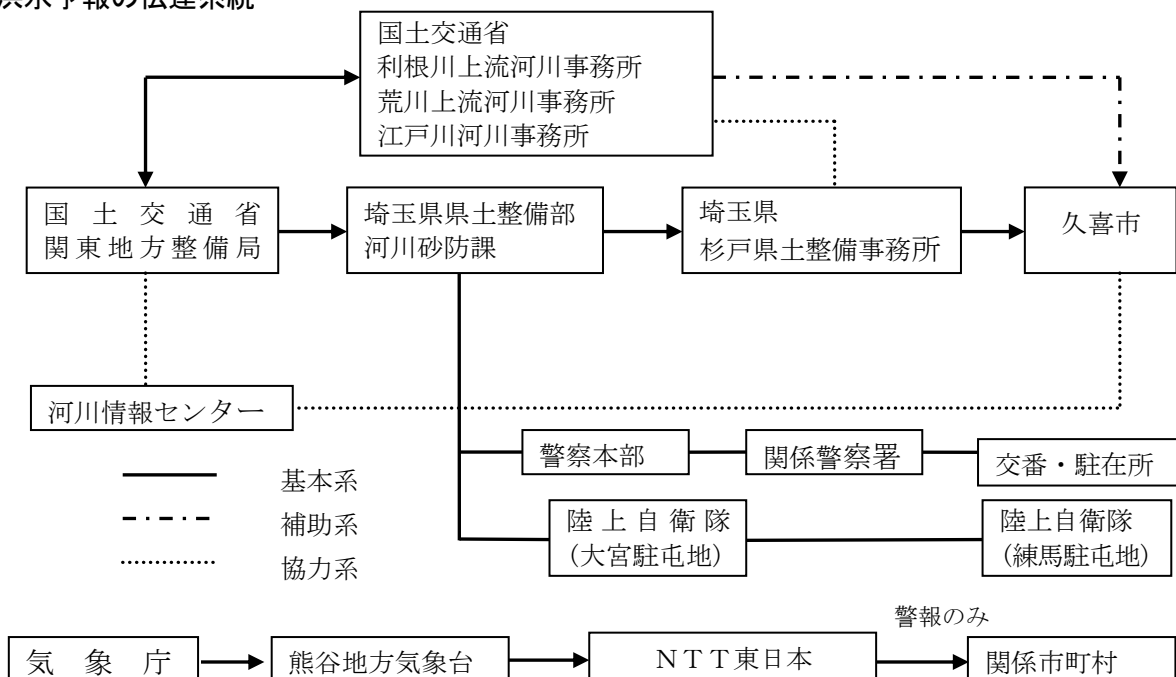 洪水予報の伝達系統
国土交通省
利根川上流河川事務所
荒川上流河川事務所
江戸川河川事務所
国土交通省
関東地方整備局
埼玉県県土整備部
河川砂防課
埼玉県
杉戸県土整備事務所
久喜市
河川情報センター
警察本部
関係警察署
交番・駐在所
基本系
補助系
協力系
陸上自衛隊
(大宮駐屯地)
陸上自衛隊
(練馬駐屯地)
警報のみ
気象庁
熊谷地方気象台
ＮＴＴ東日本
関係市町村